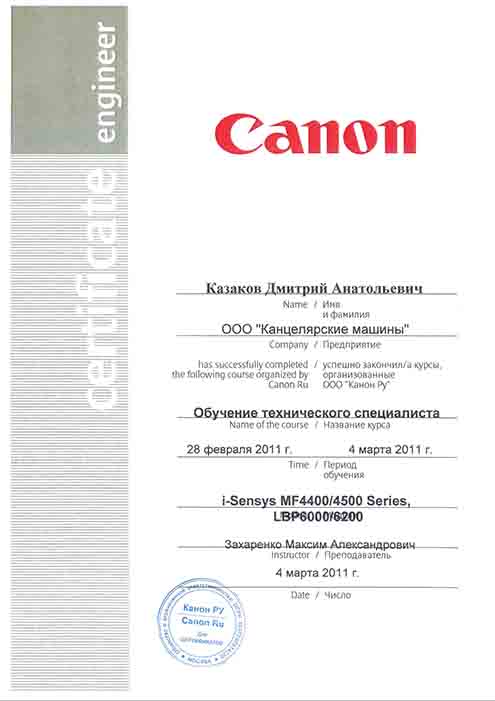 certificate engineer
Canon
Казаков Дмитрий Анатольевич
Name / Имя
и фамилия
ООО "Канцелярские машины"
Company / Предприятие
has successfully completed / успешно закончил/а курсы,
the following course organized by организованные
Canon Ru ООО "Канон Ру"
Обучение технического специалиста
Name of the course / Название курса
28 февраля 2011 г. 4 марта 2011 г.
Time / Период
обучения
i-Sensys MF4400/4500 Series,
LBP6000/6200
Захаренко Максим Александрович
Instructor / Преподаватель
4 марта 2011 г.
Date / Число
Канон РУ
Canon Ru
для
сертификатов
МОСКВА